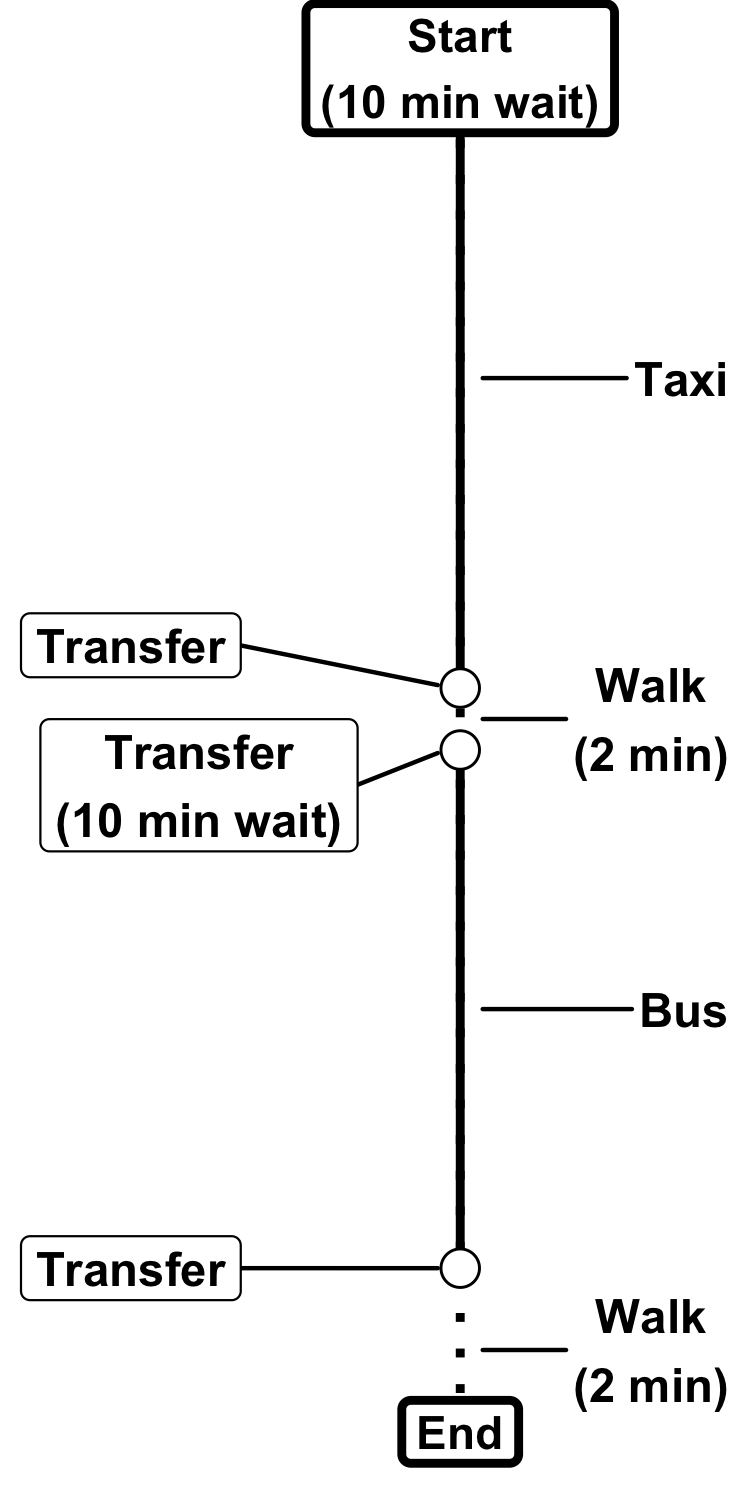 Start
(10 min wait)
Taxi
Transfer
Walk
(2 min)
Transfer
(10 min wait)
Bus
Transfer
Walk
(2 min)
End